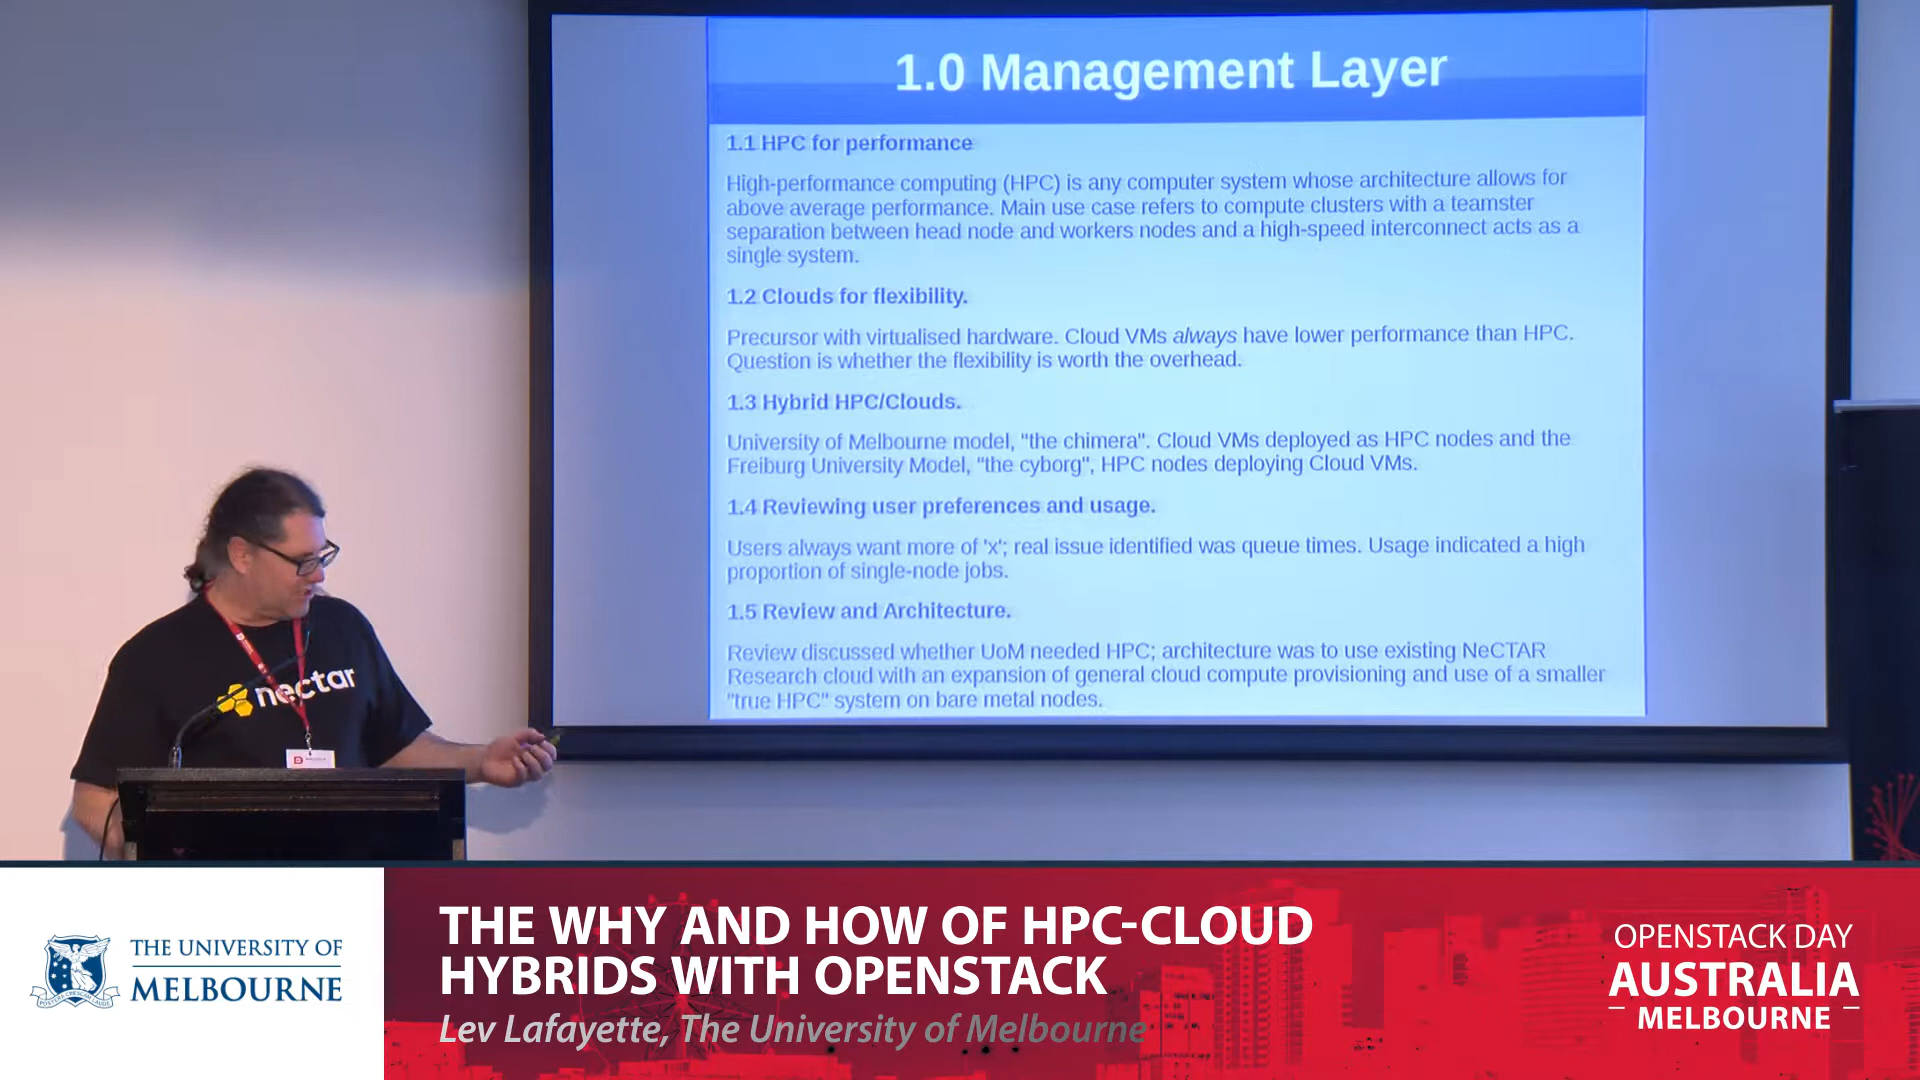 1.0 Management Layer
1.1 HPC for performance
High-performance computing (HPC) is any computer system whose architecture allows for
above average performance. Main use case refers to compute clusters with a teamster
separation between head node and workers nodes and a high-speed interconnect acts as a
single system.
1.2 Clouds for flexibility.
Precursor with virtualised hardware. Cloud VMs always have lower performance than HPC.
Question is whether the flexibility is worth the overhead.
1.3 Hybrid HPC/Clouds.
University of Melbourne model, "the chimera". Cloud VMs deployed as HPC nodes and the
Freiburg University Model, "the cyborg", HPC nodes deploying Cloud VMs.
1.4 Reviewing user preferences and usage.
Users always want more of 'x'; real issue identified was queue times. Usage indicated a high
proportion of single-node jobs.
1.5 Review and Architecture.
Review discussed whether UoM needed HPC; architecture was to use existing NeCTAR
Research cloud with an expansion of general cloud compute provisioning and use of a smaller
"true HPC" system on bare metal nodes.
nectar
THE UNIVERSITY OF
MELBOURNE
THE WHY AND HOW OF HPC-CLOUD
HYBRIDS WITH OPENSTACK
Lev Lafayette, The University of Melbourne
OPENSTACK DAY
AUSTRALIA
MELBOURNE